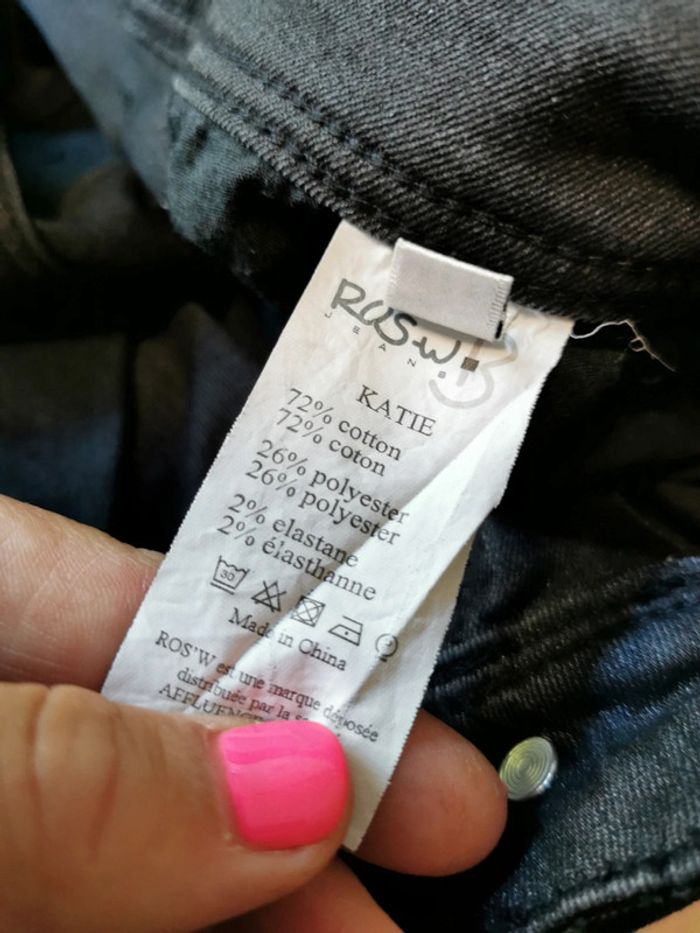 ROS'W
JEANS
KATIE
72% cotton
72% coton
26% polyester
26% polyester
2% elastane
2% élasthanne
30
Made in China
ROS'W est une marque déposée
distribuée par la